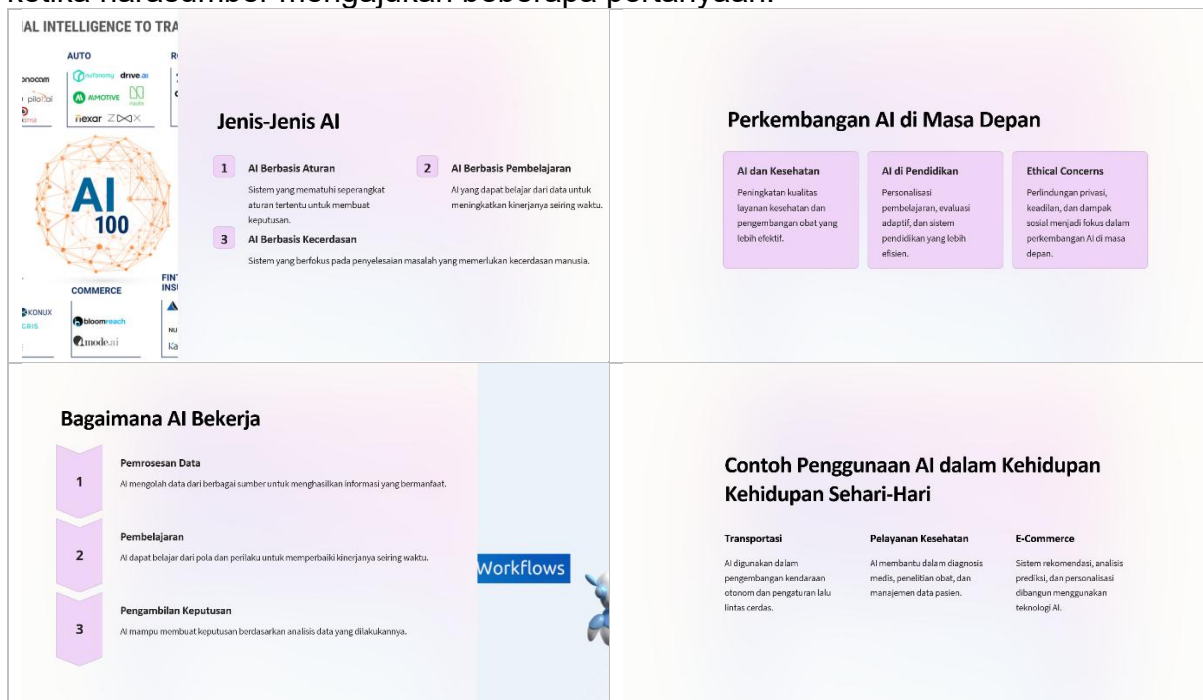 ketika narasumber mengajukan beberapa pertanyaan.
IAL INTELLIGENCE TO TRA
AUTO
nutonomy drive.ai
pilot.ai
AIMOTIVE
nauto
nexar ZOOX
AI
100
COMMERCE
FINT
INSU
KONUX
bloomreach
mode.ai
NU
Ka
Jenis-Jenis AI
1 AI Berbasis Aturan
Sistem yang mematuhi seperangkat
aturan tertentu untuk membuat
keputusan.
2 AI Berbasis Pembelajaran
AI yang dapat belajar dari data untuk
meningkatkan kinerjanya seiring waktu.
3 AI Berbasis Kecerdasan
Sistem yang berfokus pada penyelesaian masalah yang memerlukan kecerdasan manusia.
Perkembangan AI di Masa Depan
AI dan Kesehatan
Peningkatan kualitas
layanan kesehatan dan
pengembangan obat yang
lebih efektif.
AI di Pendidikan
Personalisasi
pembelajaran, evaluasi
adaptif, dan sistem
pendidikan yang lebih
efisien.
Ethical Concerns
Perlindungan privasi,
keadilan, dan dampak
sosial menjadi fokus dalam
perkembangan AI di masa
depan.
Bagaimana AI Bekerja
1 Pemrosesan Data
AI mengolah data dari berbagai sumber untuk menghasilkan informasi yang bermanfaat.
2 Pembelajaran
AI dapat belajar dari pola dan perilaku untuk memperbaiki kinerjanya seiring waktu.
3 Pengambilan Keputusan
AI mampu membuat keputusan berdasarkan analisis data yang dilakukannya.
Workflows
Contoh Penggunaan AI dalam Kehidupan
Kehidupan Sehari-Hari
Transportasi
AI digunakan dalam
pengembangan kendaraan
otonom dan pengaturan lalu
lintas cerdas.
Pelayanan Kesehatan
AI membantu dalam diagnosis
medis, penelitian obat, dan
manajemen data pasien.
E-Commerce
Sistem rekomendasi, analisis
prediksi, dan personalisasi
dibangun menggunakan
teknologi AI.